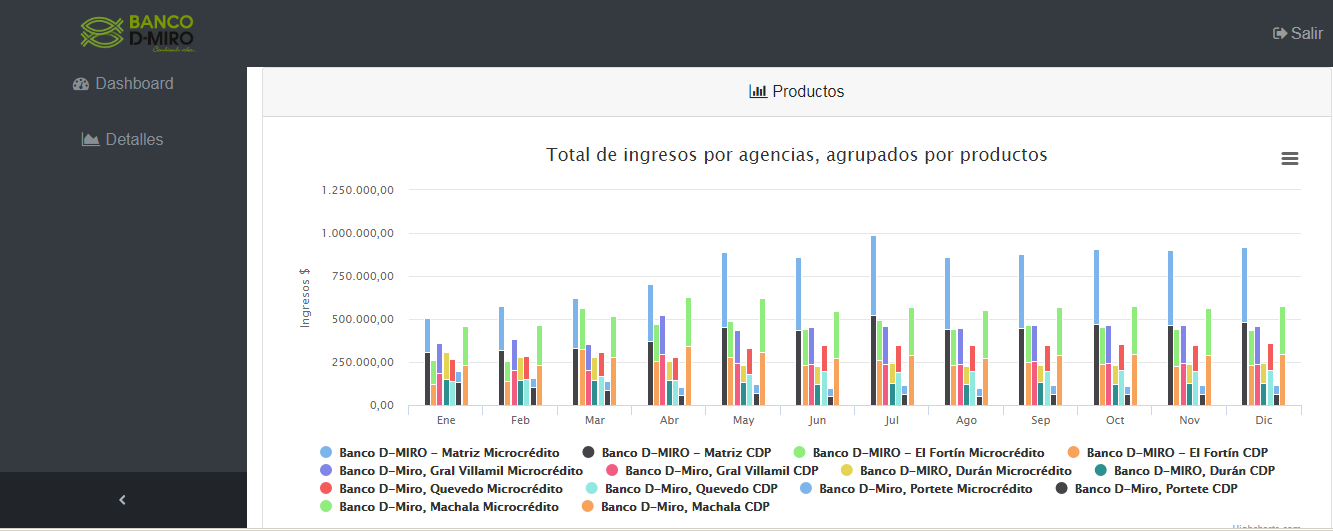 BANCO
D-MIRO
Salir
Dashboard
Detalles
Productos
Total de ingresos por agencias, agrupados por productos
Ingresos $
1.250.000,00
1.000.000,00
750.000,00
500.000,00
250.000,00
0,00
Ene Feb Mar Abr May Jun Jul Ago Sep Oct Nov Dic
Banco D-MIRO - Matriz Microcrédito Banco D-MIRO - Matriz CDP Banco D-MIRO - El Fortín Microcrédito Banco D-MIRO - El Fortín CDP
Banco D-Miro, Gral Villamil Microcrédito Banco D-Miro, Gral Villamil CDP Banco D-MIRO, Durán Microcrédito Banco D-MIRO, Durán CDP
Banco D-Miro, Quevedo Microcrédito Banco D-Miro, Quevedo CDP Banco D-Miro, Portete Microcrédito Banco D-Miro, Portete CDP
Banco D-Miro, Machala Microcrédito Banco D-Miro, Machala CDP